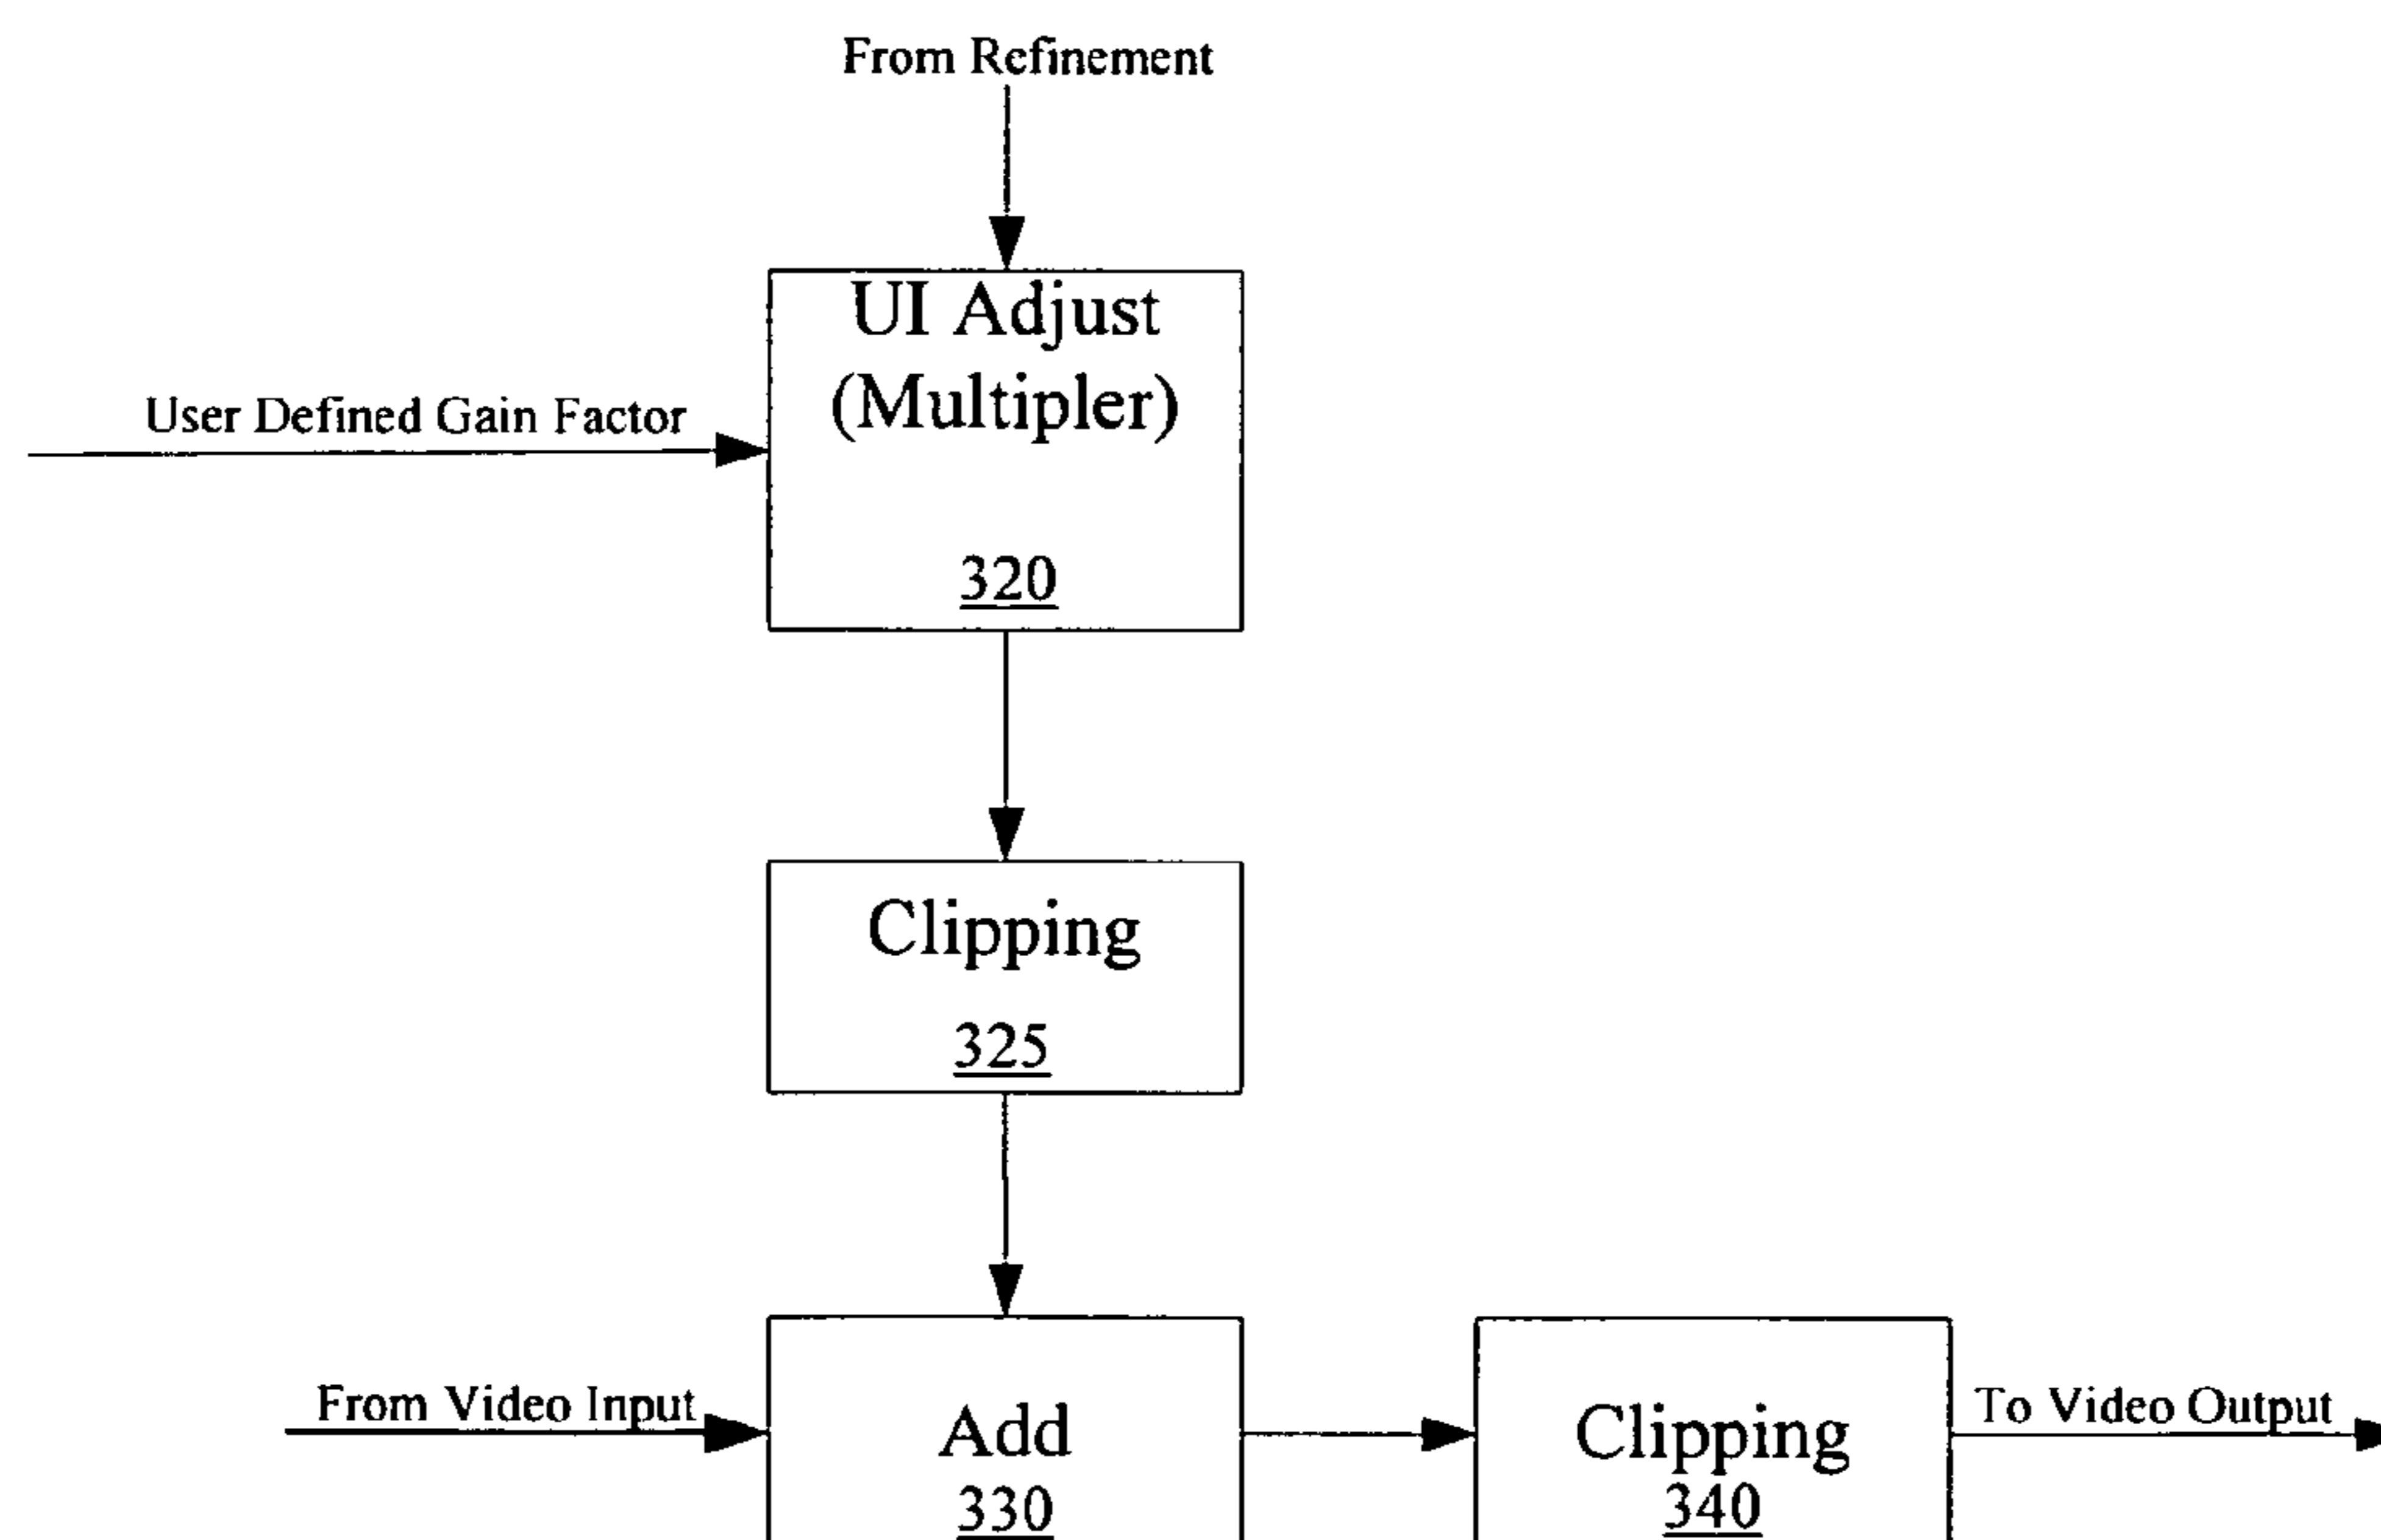 From Refinement
UI Adjust
(Multipler)
User Defined Gain Factor
320
Clipping
325
From Video Input
Add
330
Clipping
340
To Video Output